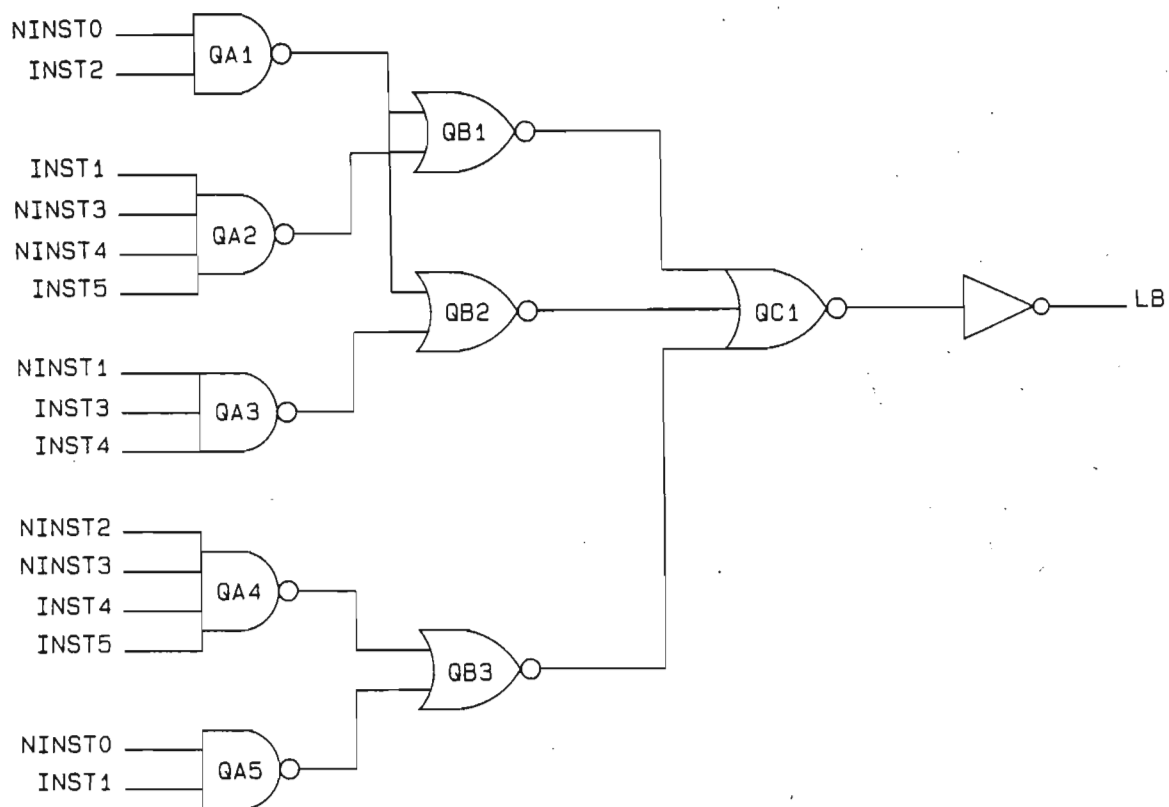 NINST0
QA1
INST2
QB1
INST1
NINST3
QA2
NINST4
INST5
QB2
QC1
LB
NINST1
INST3
QA3
INST4
NINST2
NINST3
QA4
INST4
INST5
QB3
NINST0
QA5
INST1